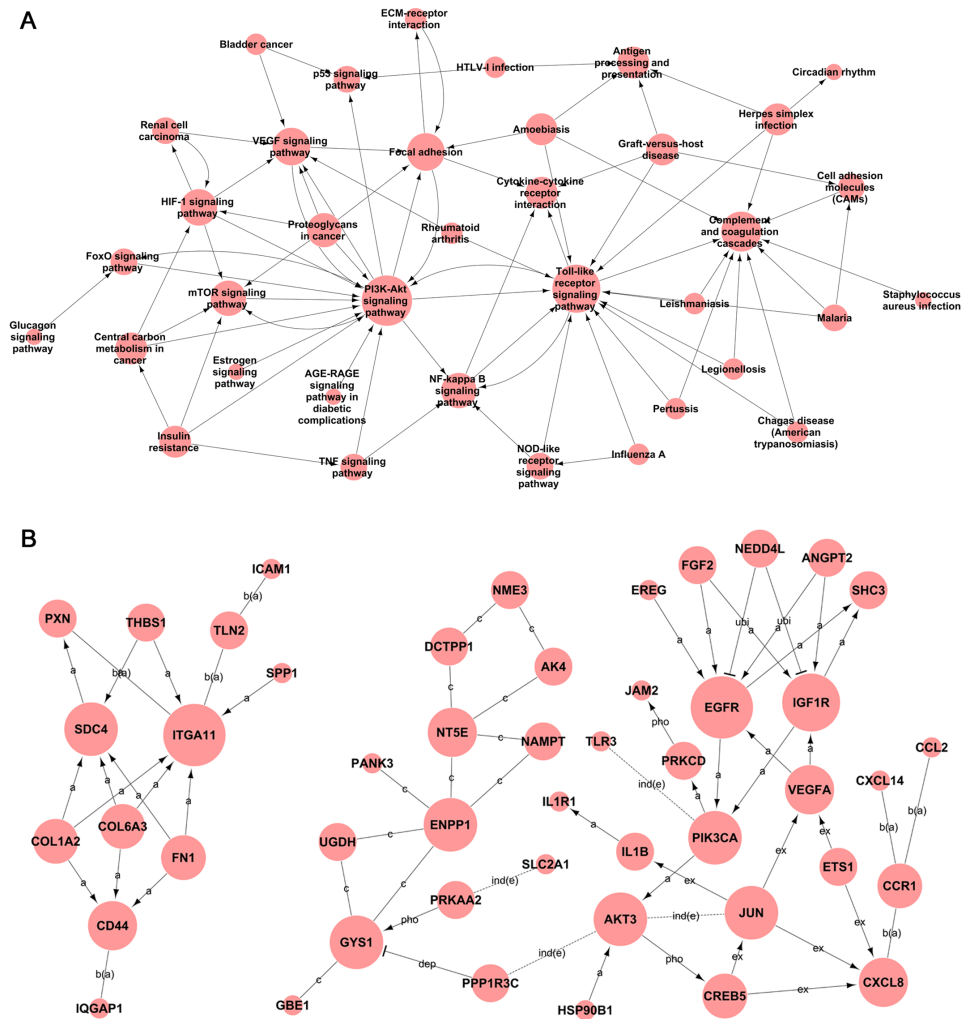 A
ECM-receptor
interaction
Bladder cancer
p53 signaling
pathway
HTLV-I infection
Antigen
processing and
presentation
Circadian rhythm
Renal cell
carcinoma
VEGF signaling
pathway
Focal adhesion
Amoebiasis
Herpes simplex
infection
Graft-versus-host
disease
HIF-1 signaling
pathway
Cytokine-cytokine
receptor
interaction
Cell adhesion
molecules
(CAMs)
Proteoglycans
in cancer
Rheumatoid
arthritis
Complement
and coagulation
cascades
FoxO signaling
pathway
mTOR signaling
pathway
PI3K-Akt
signaling
pathway
Toll-like
receptor
signaling
pathway
Leishmaniasis
Staphylococcus
aureus infection
Malaria
Glucagon
signaling
pathway
Central carbon
metabolism in
cancer
Estrogen
signaling
pathway
AGE-RAGE
signaling
pathway in
diabetic
complications
NF-kappa B
signaling
pathway
Legionellosis
Pertussis
Chagas disease
(American
trypanosomiasis)
Insulin
resistance
TNF signaling
pathway
NOD-like
receptor
signaling
pathway
Influenza A
B
ICAM1
b(a)
PXN
THBS1
TLN2
a
b(a)
b(a)
a
SPP1
a
SDC4
ITGA11
a
a
a
a
COL1A2
COL6A3
FN1
a
a
a
CD44
b(a)
IQGAP1
NME3
c
c
DCTPP1
AK4
c
c
NT5E
c
NAMPT
PANK3
c
c
c
ENPP1
UGDH
c
c
c
SLC2A1
ind(e)
PRKAA2
pho
GYS1
dep
c
GBE1
PPP1R3C
ind(e)
NEDD4L
FGF2
ANGPT2
EREG
SHC3
a
a
ubi
a
ubi
a
a
a
a
JAM2
EGFR
IGF1R
pho
TLR3
PRKCD
ind(e)
a
a
a
a
a
VEGFA
CCL2
CXCL14
IL1R1
a
PIK3CA
b(a)
b(a)
IL1B
ex
ex
ex
ETS1
CCR1
a
AKT3
ind(e)
JUN
b(a)
ex
ex
pho
ex
a
CXCL8
CREB5
ex
HSP90B1